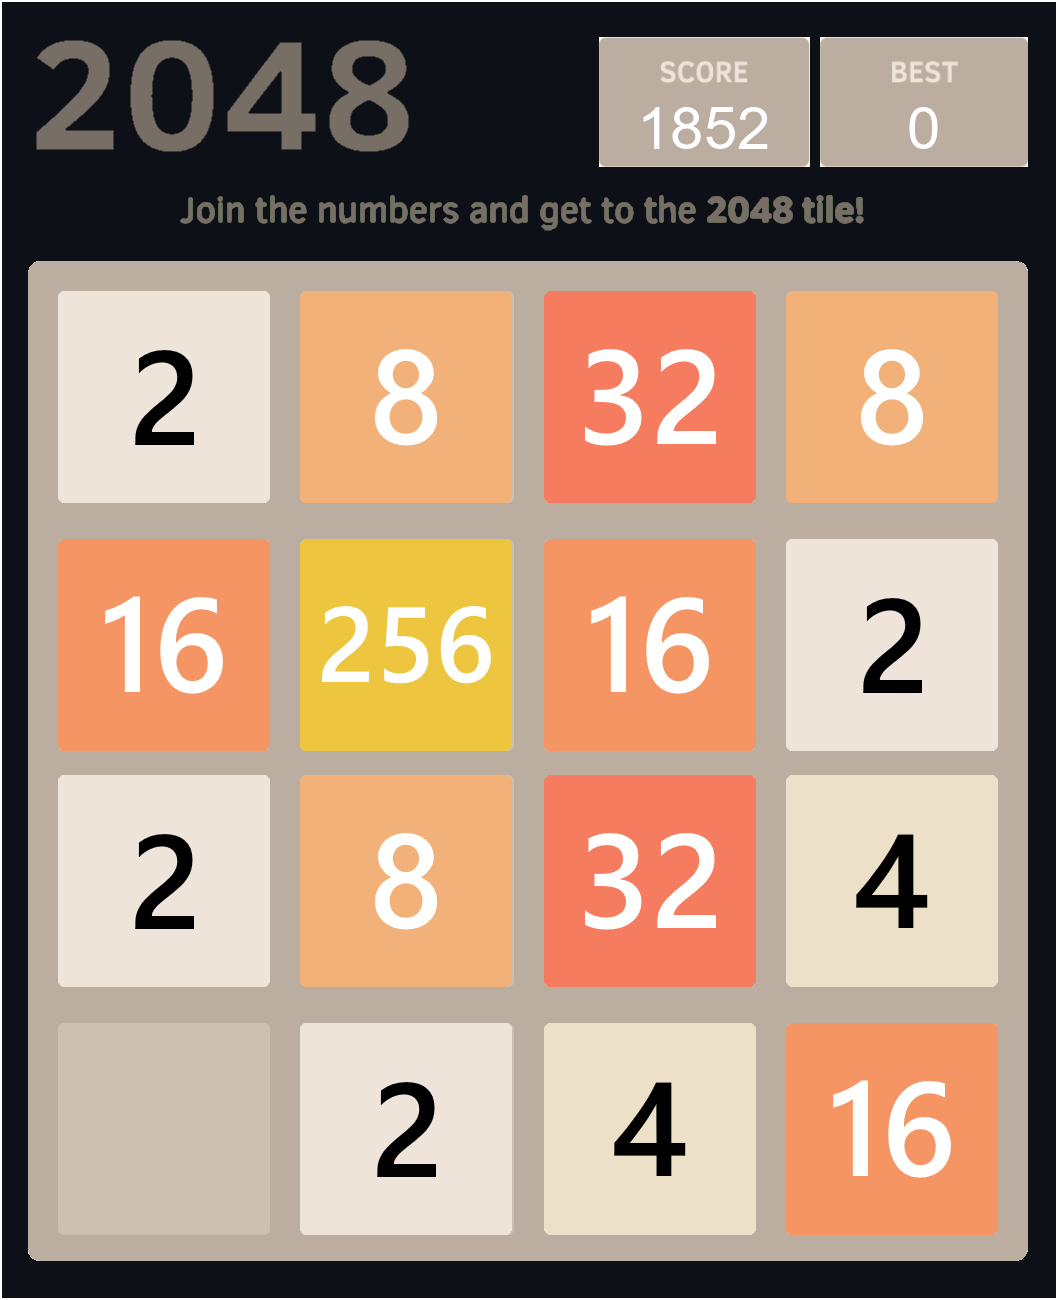 2048
SCORE BEST
1852 0
Join the numbers and get to the 2048 tile!
2 8 32 8
16 256 16 2
2 8 32 4
2 4 16